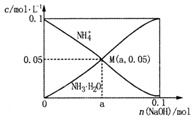 c/mol·L⁻¹
0.1
NH₄⁺
0.05
M(a,0.05)
NH₃·H₂O
0
a
0.1
n(NaOH)/mol